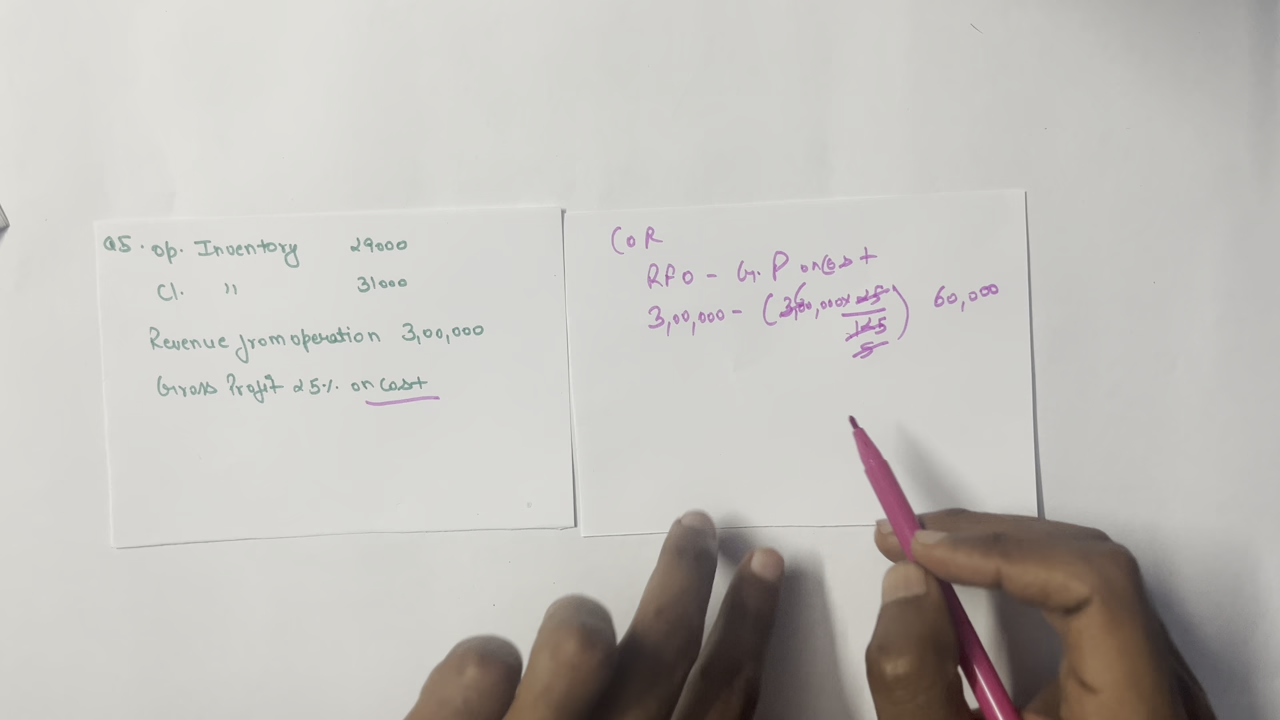 Q5. Op. Inventory 29000
Cl. " 31000
Revenue from operation 3,00,000
Gross Profit 25% on cost
CoR
RFO - G.P on cost
3,00,000 - (3,00,000 x 25/125) 60,000
5